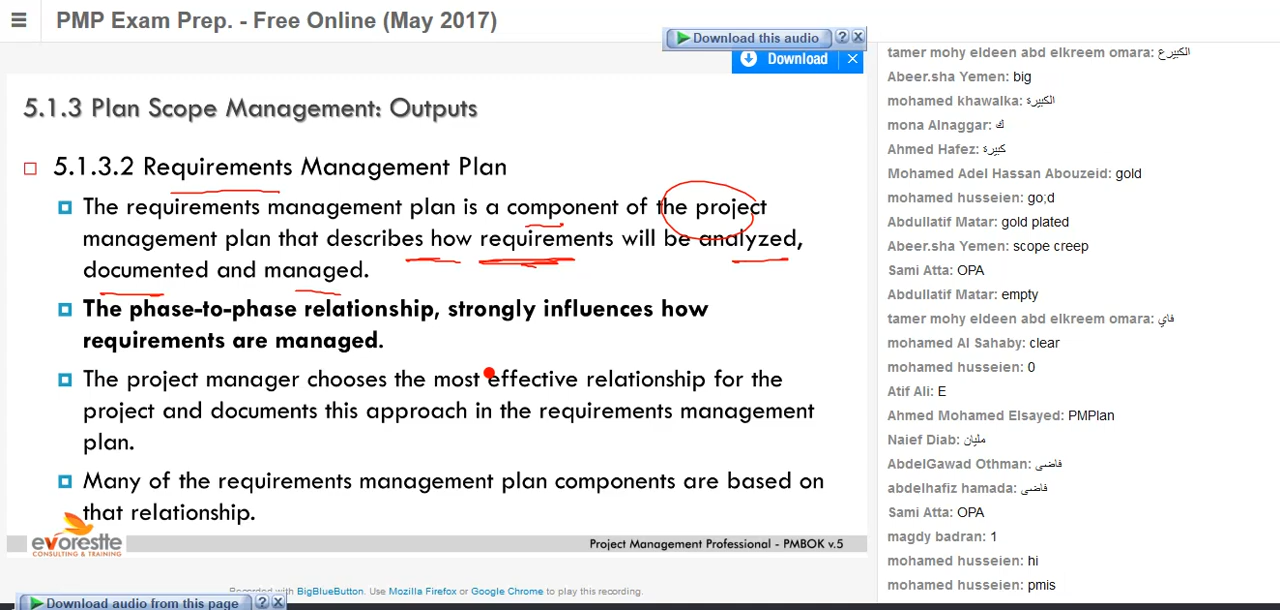 PMP Exam Prep. - Free Online (May 2017)
Download this audio
Download
5.1.3 Plan Scope Management: Outputs
5.1.3.2 Requirements Management Plan
The requirements management plan is a component of the project
management plan that describes how requirements will be analyzed,
documented and managed.
The phase-to-phase relationship, strongly influences how
requirements are managed.
The project manager chooses the most effective relationship for the
project and documents this approach in the requirements management
plan.
Many of the requirements management plan components are based on
that relationship.
evorestte
CONSULTING & TRAINING
Project Management Professional - PMBOK v.5
Recorded with BigBlueButton. Use Mozilla Firefox or Google Chrome to play this recording.
Download audio from this page
tamer mohy eldeen abd elkreem omara: الكبيرع
Abeer.sha Yemen: big
mohamed khawalka: الكبيرة
mona Alnaggar: ك
Ahmed Hafez: كبيرة
Mohamed Adel Hassan Abouzeid: gold
mohamed husseien: go;d
Abdullatif Matar: gold plated
Abeer.sha Yemen: scope creep
Sami Atta: OPA
Abdullatif Matar: empty
tamer mohy eldeen abd elkreem omara: فاي
mohamed Al Sahaby: clear
mohamed husseien: 0
Atif Ali: E
Ahmed Mohamed Elsayed: PMPlan
Naief Diab: مليان
AbdelGawad Othman: فاضى
abdelhafiz hamada: فاضى
Sami Atta: OPA
magdy badran: 1
mohamed husseien: hi
mohamed husseien: pmis